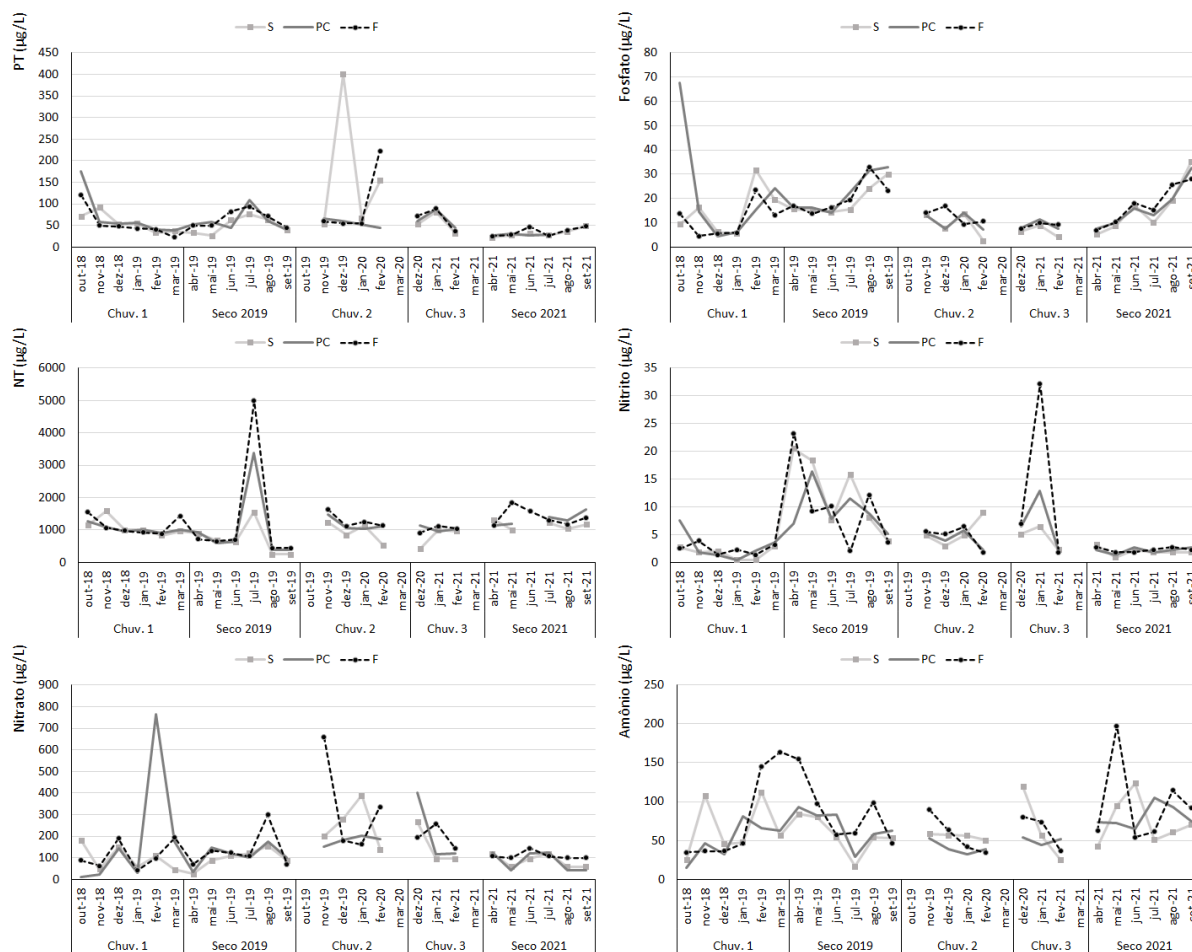 PT (µg/L)
S PC F
450
400
350
300
250
200
150
100
50
0
out-18 nov-18 dez-18 jan-19 fev-19 mar-19 abr-19 mai-19 jun-19 jul-19 ago-19 set-19 out-19 nov-19 dez-19 jan-20 fev-20 mar-20 dez-20 jan-21 fev-21 mar-21 abr-21 mai-21 jun-21 jul-21 ago-21 set-21
Chuv. 1 Seco 2019 Chuv. 2 Chuv. 3 Seco 2021
Fosfato (µg/L)
S PC F
80
70
60
50
40
30
20
10
0
out-18 nov-18 dez-18 jan-19 fev-19 mar-19 abr-19 mai-19 jun-19 jul-19 ago-19 set-19 out-19 nov-19 dez-19 jan-20 fev-20 mar-20 dez-20 jan-21 fev-21 mar-21 abr-21 mai-21 jun-21 jul-21 ago-21 set-21
Chuv. 1 Seco 2019 Chuv. 2 Chuv. 3 Seco 2021
NT (µg/L)
S PC F
6000
5000
4000
3000
2000
1000
0
out-18 nov-18 dez-18 jan-19 fev-19 mar-19 abr-19 mai-19 jun-19 jul-19 ago-19 set-19 out-19 nov-19 dez-19 jan-20 fev-20 mar-20 dez-20 jan-21 fev-21 mar-21 abr-21 mai-21 jun-21 jul-21 ago-21 set-21
Chuv. 1 Seco 2019 Chuv. 2 Chuv. 3 Seco 2021
Nitrito (µg/L)
S PC F
35
30
25
20
15
10
5
0
out-18 nov-18 dez-18 jan-19 fev-19 mar-19 abr-19 mai-19 jun-19 jul-19 ago-19 set-19 out-19 nov-19 dez-19 jan-20 fev-20 mar-20 dez-20 jan-21 fev-21 mar-21 abr-21 mai-21 jun-21 jul-21 ago-21 set-21
Chuv. 1 Seco 2019 Chuv. 2 Chuv. 3 Seco 2021
Nitrato (µg/L)
S PC F
900
800
700
600
500
400
300
200
100
0
out-18 nov-18 dez-18 jan-19 fev-19 mar-19 abr-19 mai-19 jun-19 jul-19 ago-19 set-19 out-19 nov-19 dez-19 jan-20 fev-20 mar-20 dez-20 jan-21 fev-21 mar-21 abr-21 mai-21 jun-21 jul-21 ago-21 set-21
Chuv. 1 Seco 2019 Chuv. 2 Chuv. 3 Seco 2021
Amônio (µg/L)
S PC F
250
200
150
100
50
0
out-18 nov-18 dez-18 jan-19 fev-19 mar-19 abr-19 mai-19 jun-19 jul-19 ago-19 set-19 out-19 nov-19 dez-19 jan-20 fev-20 mar-20 dez-20 jan-21 fev-21 mar-21 abr-21 mai-21 jun-21 jul-21 ago-21 set-21
Chuv. 1 Seco 2019 Chuv. 2 Chuv. 3 Seco 2021